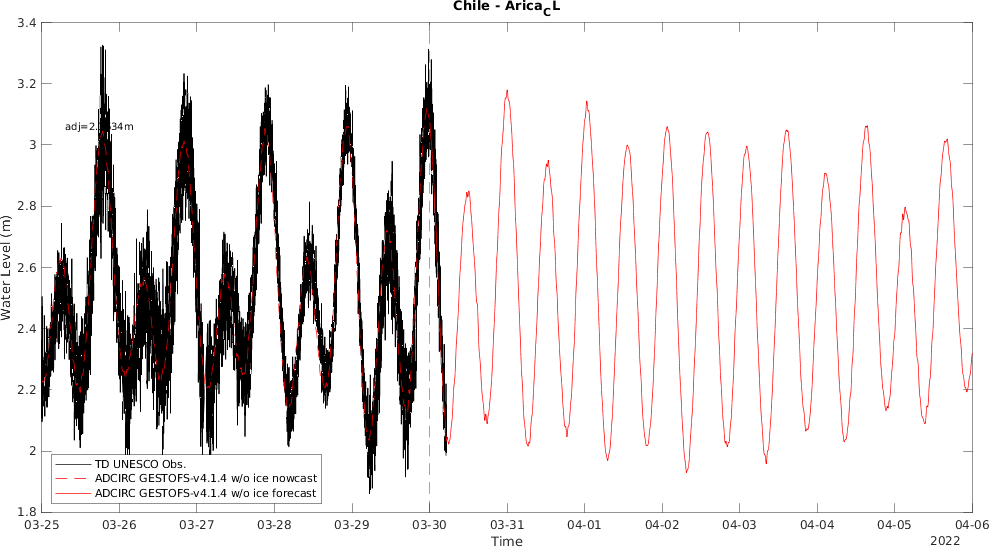 Chile - Arica_CL
Water Level (m)
3.4
3.2
3
2.8
2.6
2.4
2.2
2
1.8
TD UNESCO Obs.
ADCIRC GESTOFS-v4.1.4 w/o ice nowcast
ADCIRC GESTOFS-v4.1.4 w/o ice forecast
03-25 03-26 03-27 03-28 03-29 03-30 03-31 04-01 04-02 04-03 04-04 04-05 04-06
Time
2022